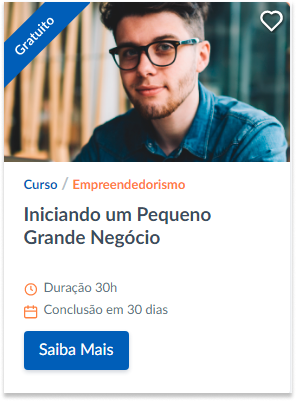 Gratuito
Curso / Empreendedorismo
Iniciando um Pequeno
Grande Negócio
Duração 30h
Conclusão em 30 dias
Saiba Mais